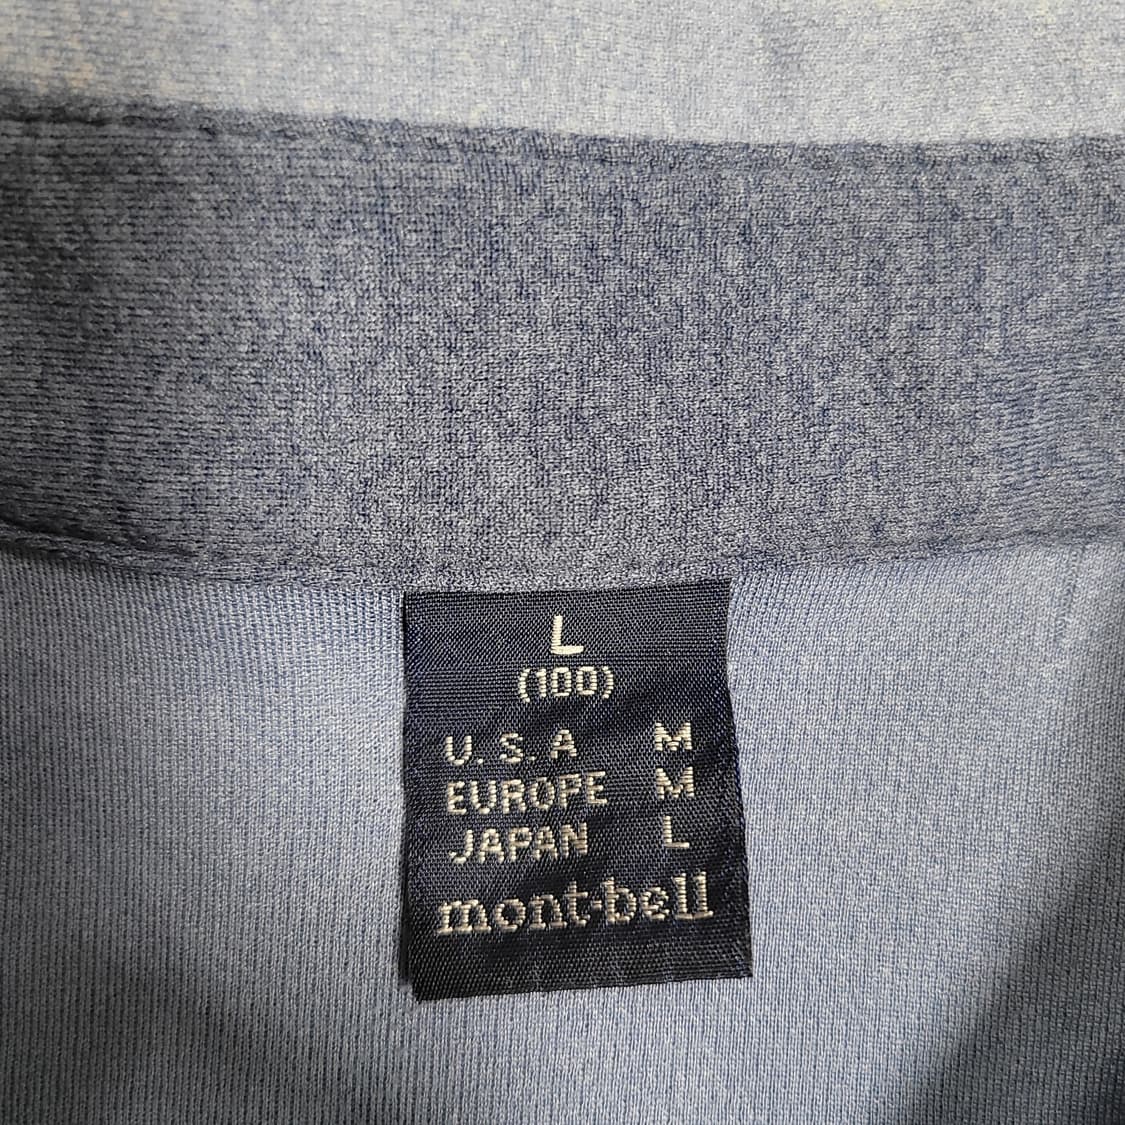 L
(100)
U.S.A M
EUROPE M
JAPAN L
mont-bell